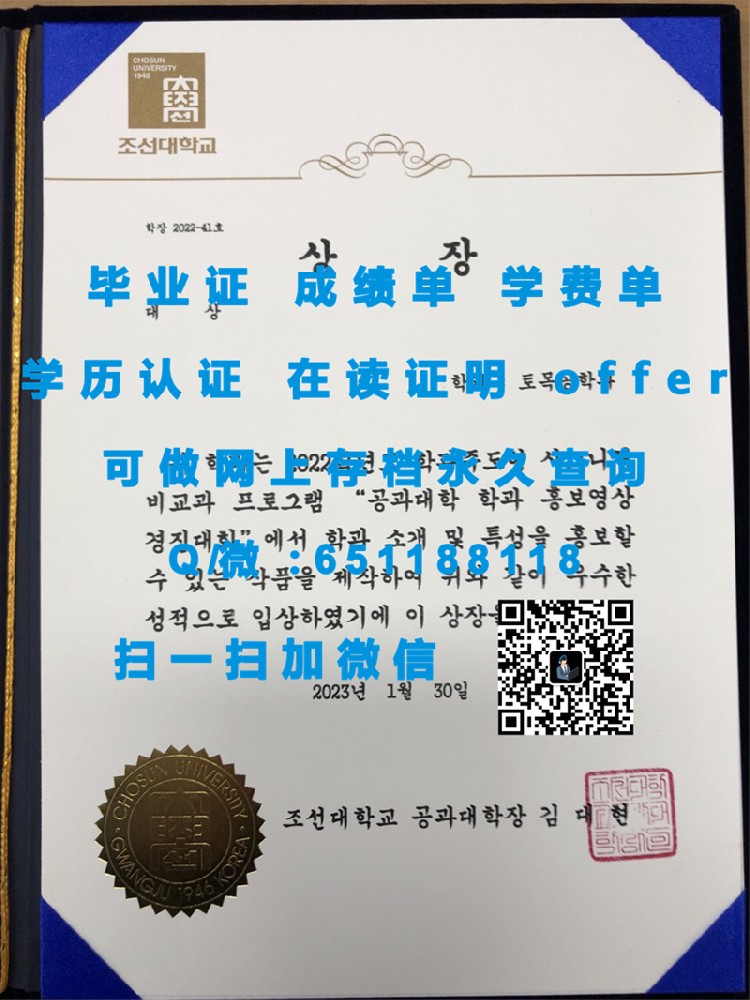 CHOSUN
UNIVERSITY
1946
조선대학교
학장 2022-41호
상 장
毕业证 成绩单 学费单
대 상
学历认证 在读证明 offer
토목공학과
可做网上存档永久查询
비교과 프로그램 “공과대학 학과 홍보영상
경진대회”에서 학과 소개 및 특성을 홍보할
Q/微:651188118
수 있는 작품을 제작하여 위와 같이 우수한
성적으로 입상하였기에 이 상장을
扫一扫加微信
2023년 1월 30일
조선대학교 공과대학장 김 대 현
CHOSUN UNIVERSITY
GWANGJU 1946 KOREA